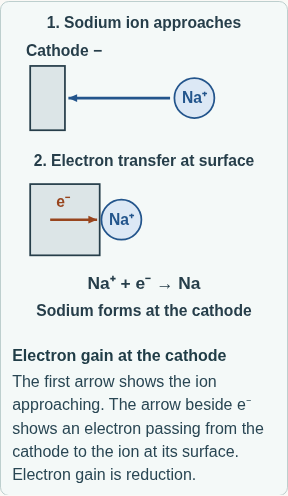 1. Sodium ion approaches
Cathode −
Na⁺
2. Electron transfer at surface
e⁻
Na⁺
Na⁺ + e⁻ → Na
Sodium forms at the cathode
Electron gain at the cathode
The first arrow shows the ion
approaching. The arrow beside e⁻
shows an electron passing from the
cathode to the ion at its surface.
Electron gain is reduction.